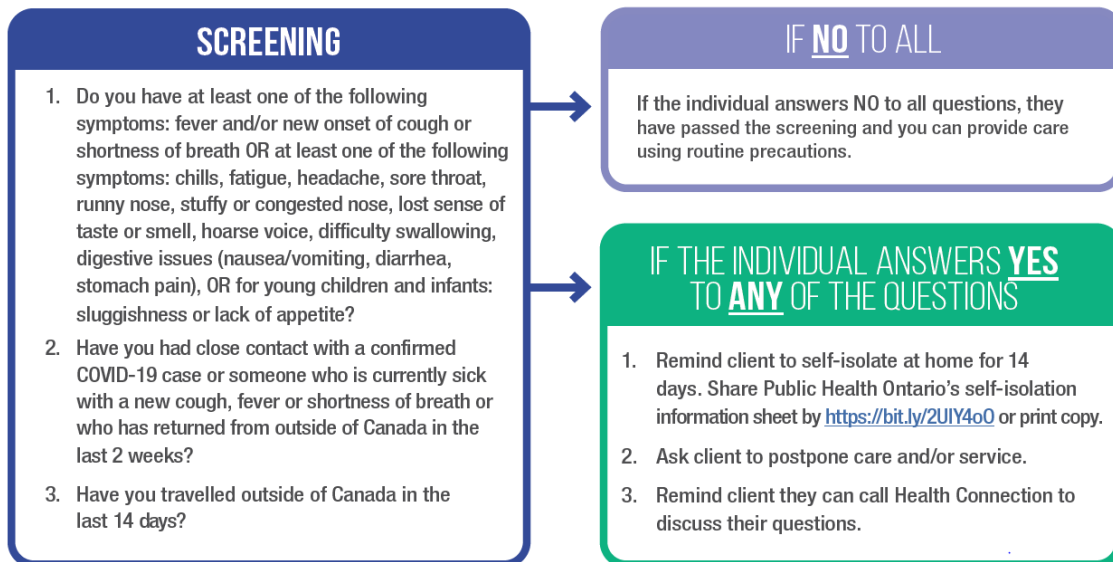 SCREENING
1. Do you have at least one of the following
symptoms: fever and/or new onset of cough or
shortness of breath OR at least one of the following
symptoms: chills, fatigue, headache, sore throat,
runny nose, stuffy or congested nose, lost sense of
taste or smell, hoarse voice, difficulty swallowing,
digestive issues (nausea/vomiting, diarrhea,
stomach pain), OR for young children and infants:
sluggishness or lack of appetite?
2. Have you had close contact with a confirmed
COVID-19 case or someone who is currently sick
with a new cough, fever or shortness of breath or
who has returned from outside of Canada in the
last 2 weeks?
3. Have you travelled outside of Canada in the
last 14 days?
IF NO TO ALL
If the individual answers NO to all questions, they
have passed the screening and you can provide care
using routine precautions.
IF THE INDIVIDUAL ANSWERS YES
TO ANY OF THE QUESTIONS
1. Remind client to self-isolate at home for 14
days. Share Public Health Ontario's self-isolation
information sheet by https://bit.ly/2UIY4oO or print copy.
2. Ask client to postpone care and/or service.
3. Remind client they can call Health Connection to
discuss their questions.